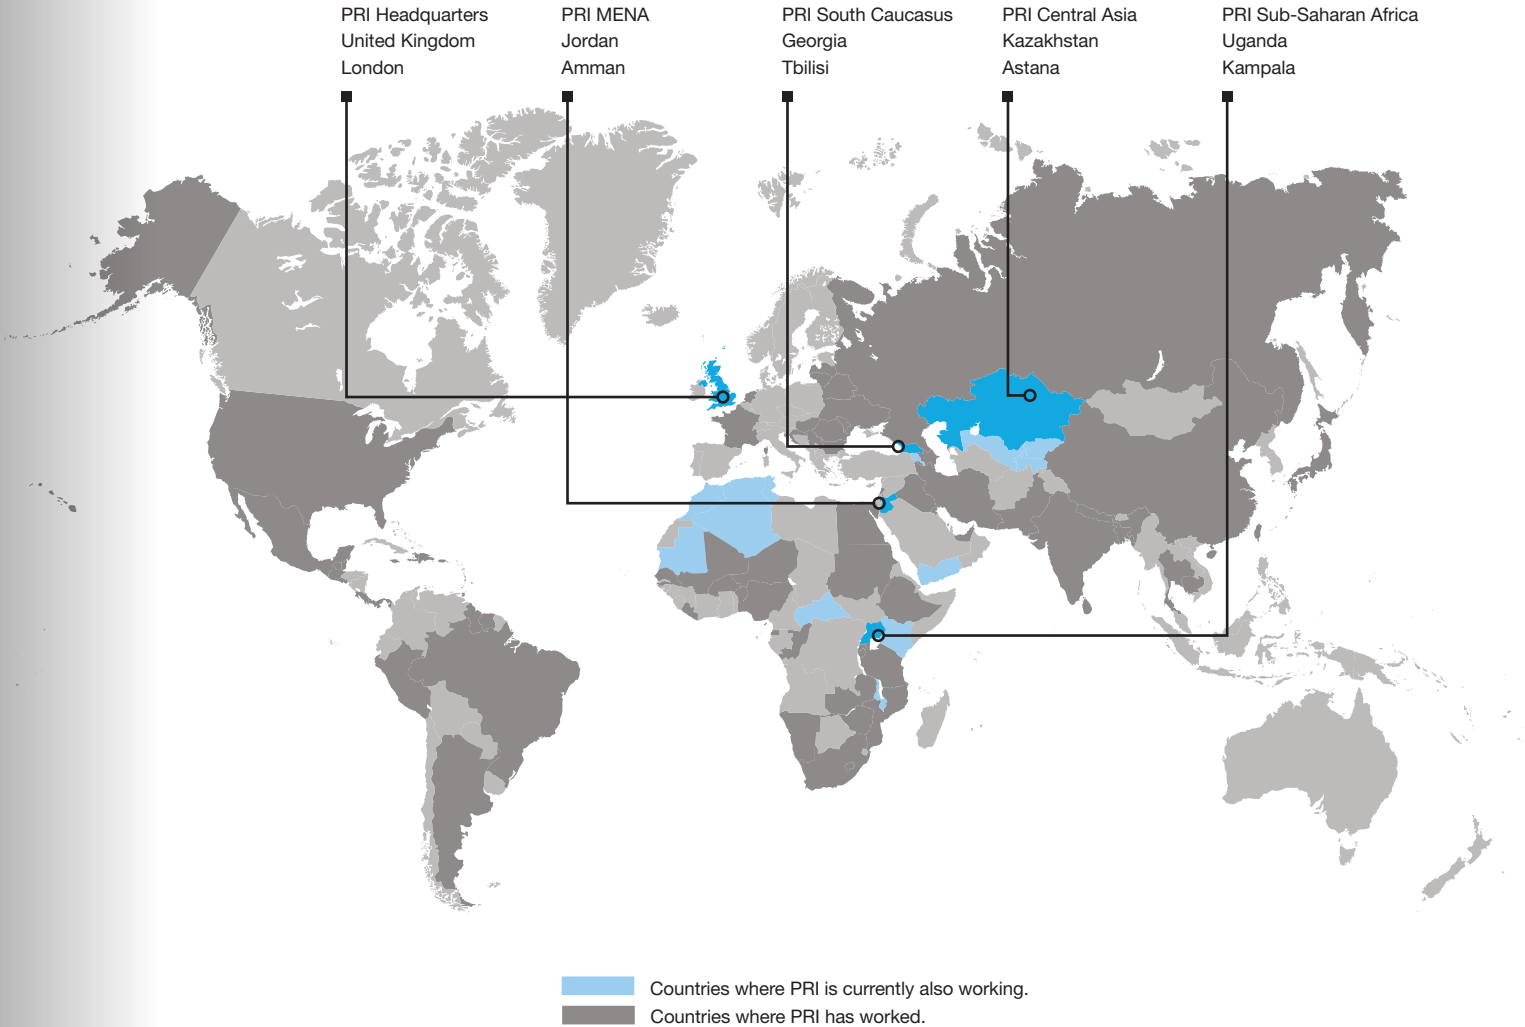 PRI Headquarters
United Kingdom
London
PRI MENA
Jordan
Amman
PRI South Caucasus
Georgia
Tbilisi
PRI Central Asia
Kazakhstan
Astana
PRI Sub-Saharan Africa
Uganda
Kampala
Countries where PRI is currently also working.
Countries where PRI has worked.